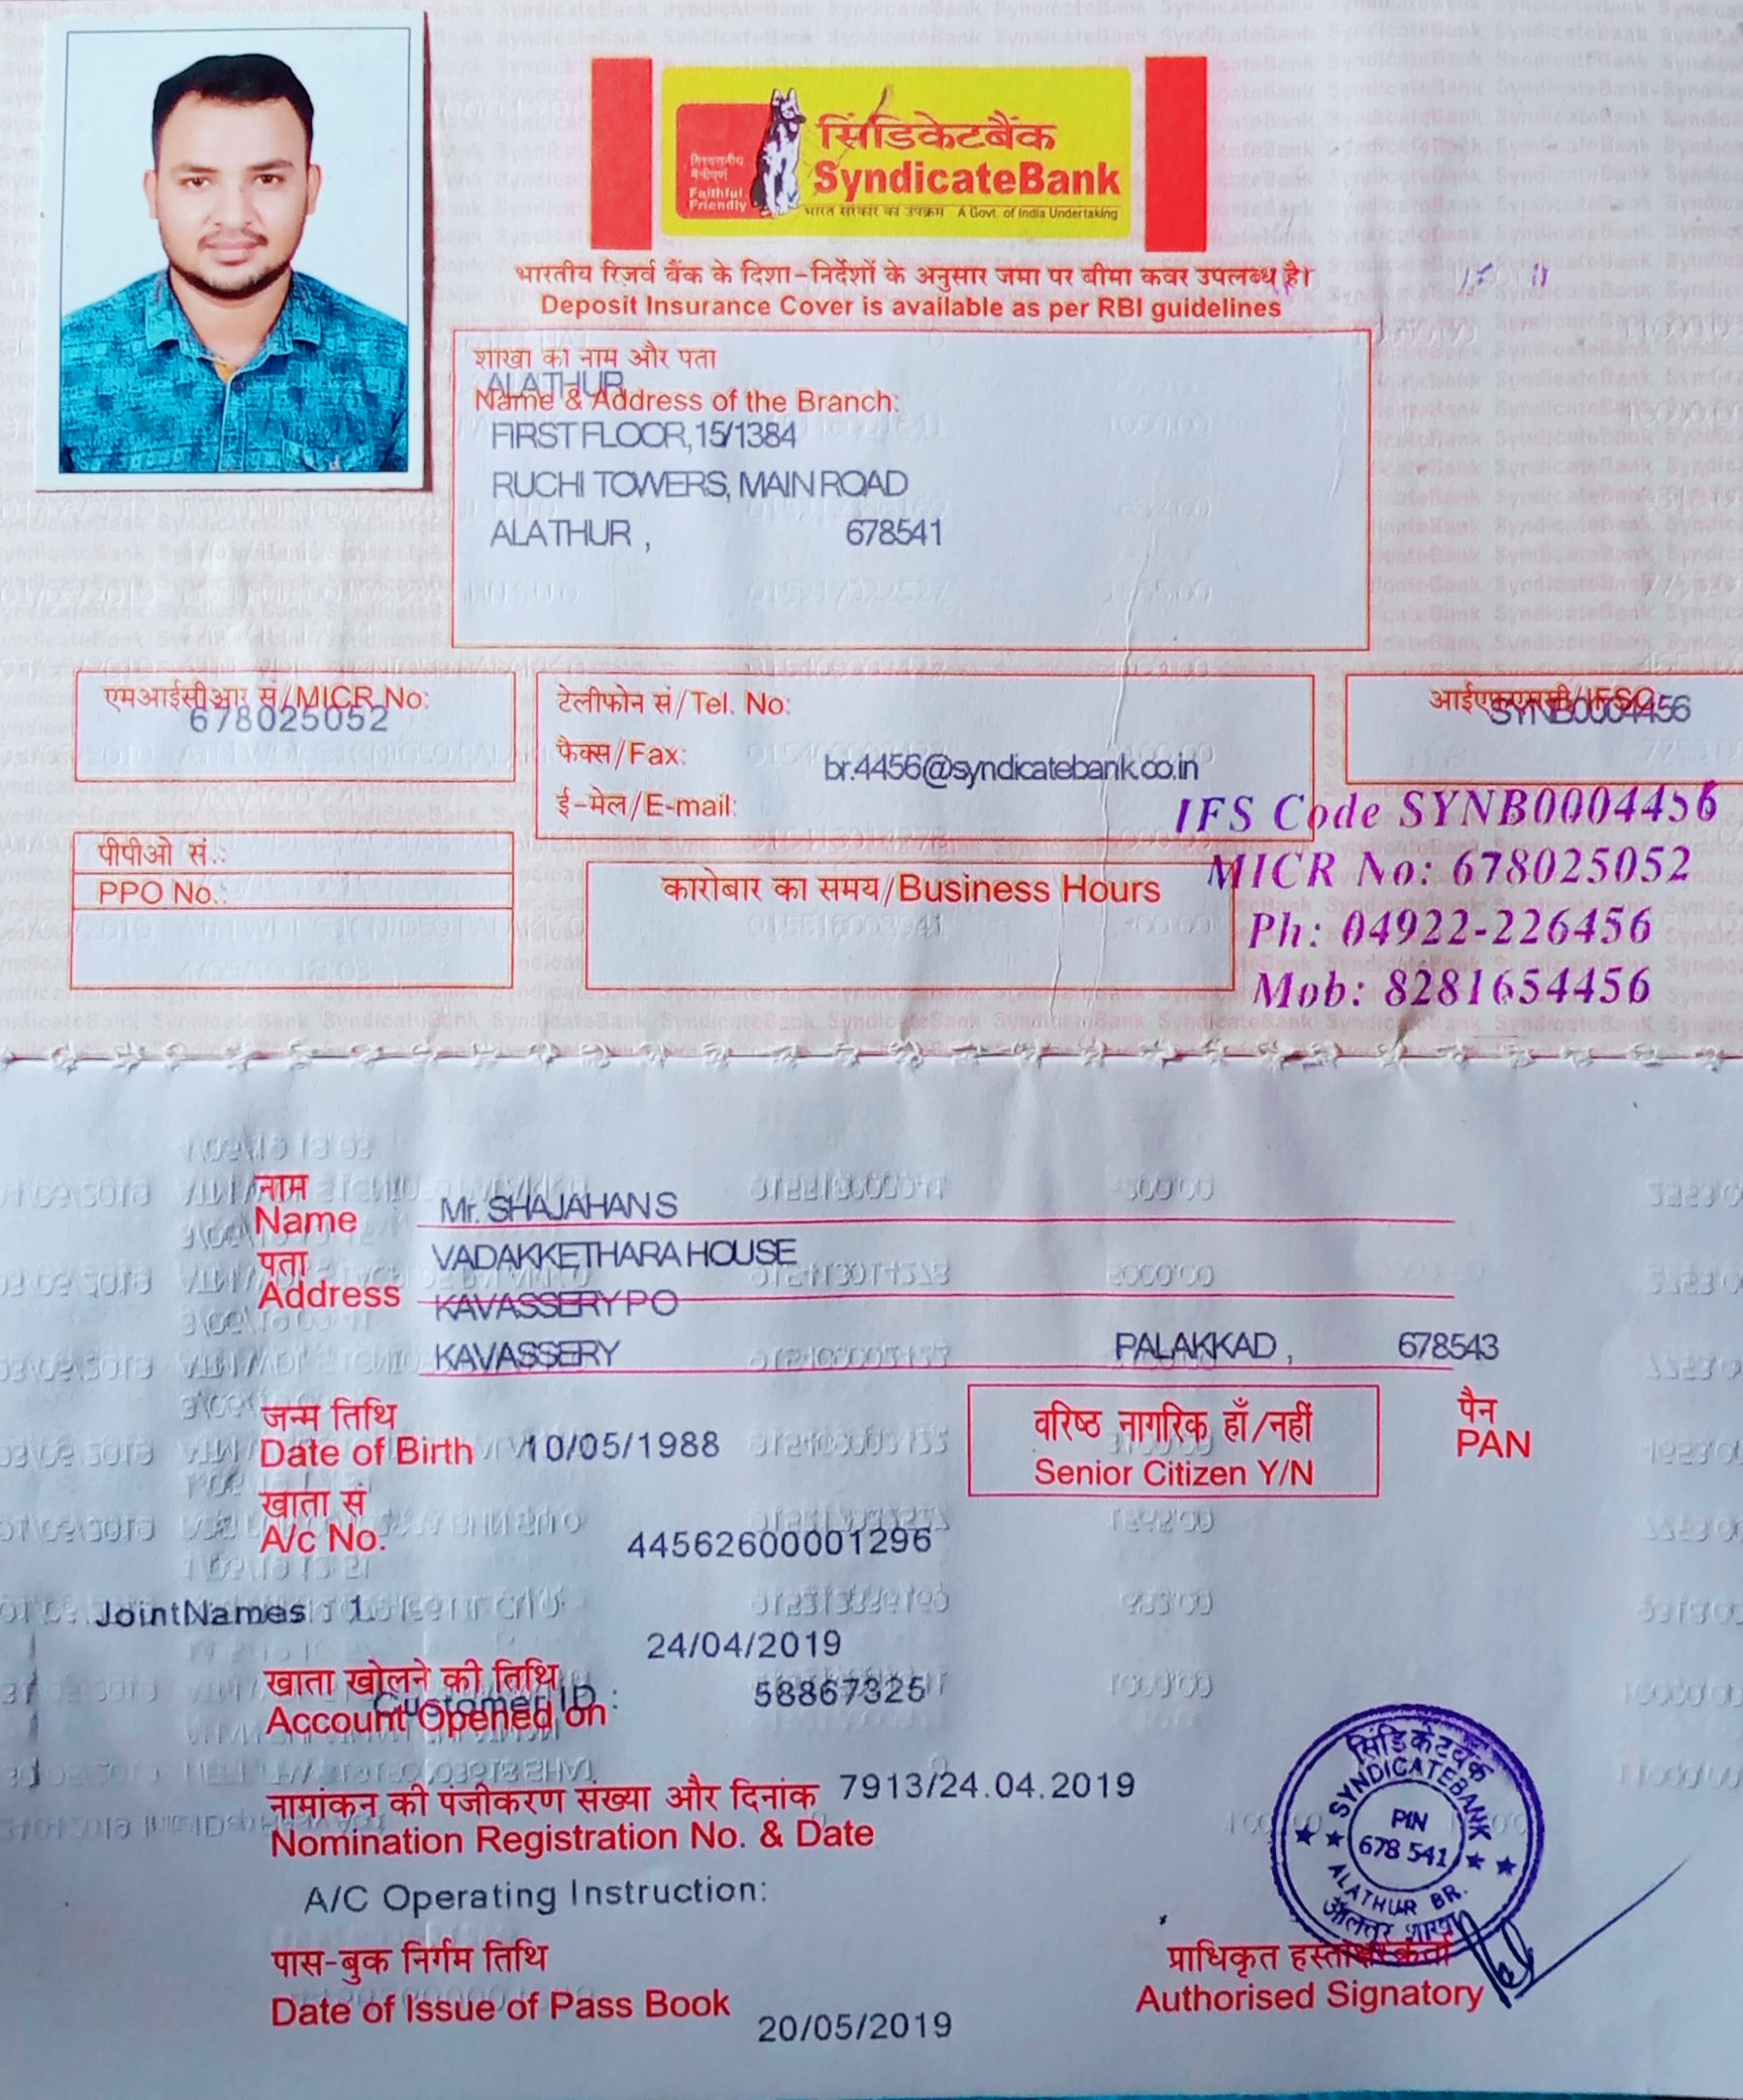 सिंडिकेटबैंक
विश्वसनीय
मैत्रीपूर्ण
Faithful.
Friendly
SyndicateBank
भारत सरकार का उपक्रम A Govt. of India Undertaking
भारतीय रिजर्व बैंक के दिशा-निर्देशों के अनुसार जमा पर बीमा कवर उपलब्ध है।
Deposit Insurance Cover is available as per RBI guidelines
शाखा का नाम और पता
ALATHUR
Name & Address of the Branch:
FIRST FLOOR, 15/1384
RUCHI TOWERS, MAIN ROAD
ALATHUR , 678541
एमआईसीआर सं/MICR No:
678025052
टेलीफोन सं/Tel. No:
फैक्स/Fax:
br.4456@syndicatebank.co.in
ई-मेल/E-mail:
आईएफएससी/IFSC:
SYNB0004456
IFS Code SYNB0004456
MICR No: 678025052
Ph: 04922-226456
Mob: 8281654456
पीपीओ सं.:
PPO No.:
कारोबार का समय/Business Hours
नाम
Name Mr. SHAJAHAN S
पता VADAKKETHARA HOUSE
Address KAVASSERY PO
KAVASSERY PALAKKAD , 678543
जन्म तिथि
Date of Birth 10/05/1988
वरिष्ठ नागरिक हाँ/नहीं
Senior Citizen Y/N
पैन
PAN
खाता सं
A/c No. 44562600001296
JointNames : 1
24/04/2019
खाता खोलने की तिथि
Customer ID : 58867325
Account Opened on
नामांकन की पंजीकरण संख्या और दिनांक 7913/24.04.2019
Nomination Registration No. & Date
A/C Operating Instruction:
पास-बुक निर्गम तिथि
Date of Issue of Pass Book 20/05/2019
सिंडिकेटबैंक
SYNDICATEBANK
PIN
678 541
ALATHUR BR.
प्राधिकृत हस्ताक्षरकर्ता
Authorised Signatory